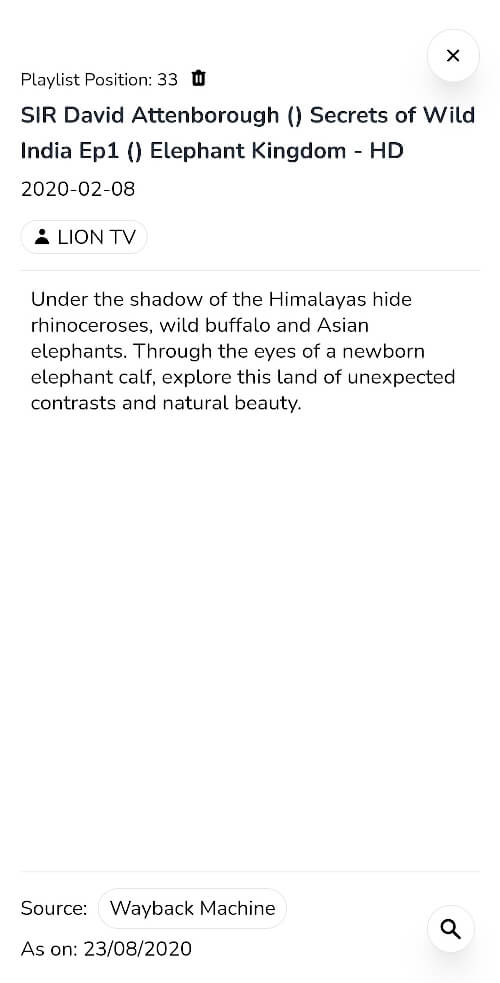 Playlist Position: 33
SIR David Attenborough () Secrets of Wild
India Ep1 () Elephant Kingdom - HD
2020-02-08
LION TV
Under the shadow of the Himalayas hide
rhinoceroses, wild buffalo and Asian
elephants. Through the eyes of a newborn
elephant calf, explore this land of unexpected
contrasts and natural beauty.
Source: Wayback Machine
As on: 23/08/2020